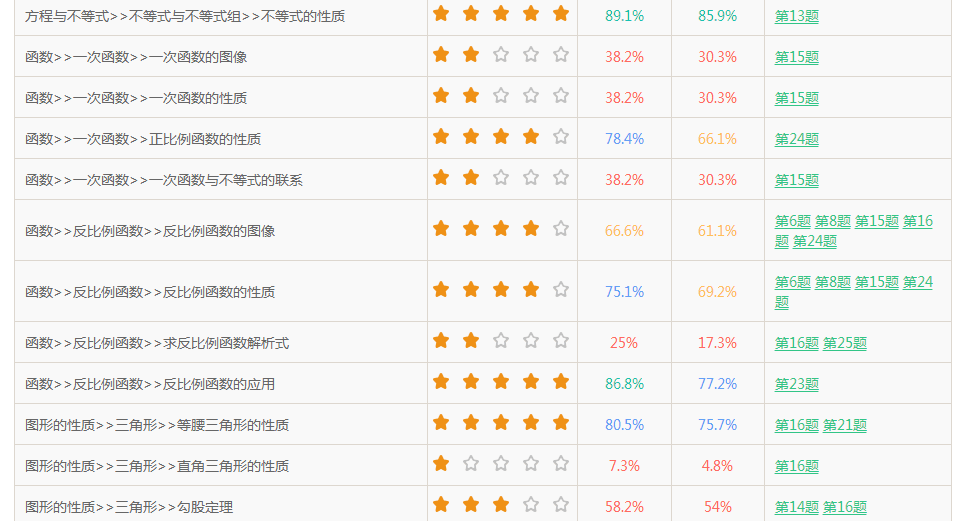 方程与不等式>>不等式与不等式组>>不等式的性质 89.1% 85.9% 第13题
函数>>一次函数>>一次函数的图像 38.2% 30.3% 第15题
函数>>一次函数>>一次函数的性质 38.2% 30.3% 第15题
函数>>一次函数>>正比例函数的性质 78.4% 66.1% 第24题
函数>>一次函数>>一次函数与不等式的联系 38.2% 30.3% 第15题
函数>>反比例函数>>反比例函数的图像 66.6% 61.1% 第6题 第8题 第15题 第16
题 第24题
函数>>反比例函数>>反比例函数的性质 75.1% 69.2% 第6题 第8题 第15题 第24
题
函数>>反比例函数>>求反比例函数解析式 25% 17.3% 第16题 第25题
函数>>反比例函数>>反比例函数的应用 86.8% 77.2% 第23题
图形的性质>>三角形>>等腰三角形的性质 80.5% 75.7% 第16题 第21题
图形的性质>>三角形>>直角三角形的性质 7.3% 4.8% 第16题
图形的性质>>三角形>>勾股定理 58.2% 54% 第14题 第16题